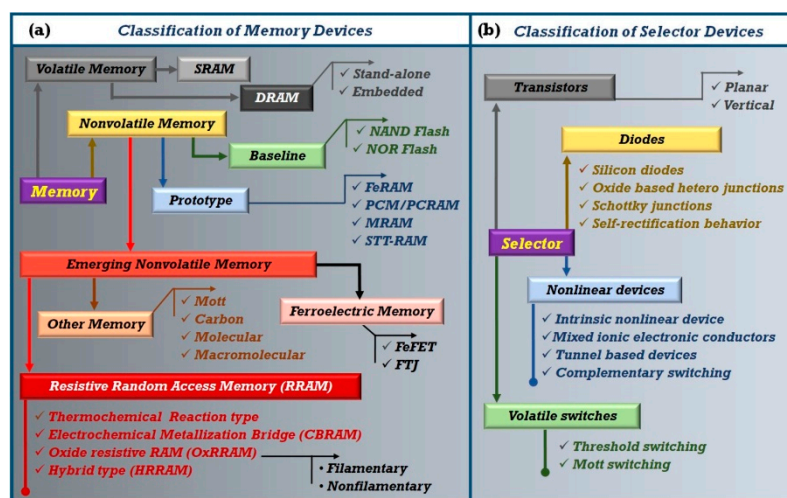 (a) Classification of Memory Devices
Volatile Memory
SRAM
DRAM
✓ Stand-alone
✓ Embedded
Nonvolatile Memory
Baseline
✓ NAND Flash
✓ NOR Flash
Memory
Prototype
✓ FeRAM
✓ PCM/PCRAM
✓ MRAM
✓ STT-RAM
Emerging Nonvolatile Memory
Other Memory
✓ Mott
✓ Carbon
✓ Molecular
✓ Macromolecular
Ferroelectric Memory
✓ FeFET
✓ FTJ
Resistive Random Access Memory (RRAM)
✓ Thermochemical Reaction type
✓ Electrochemical Metallization Bridge (CBRAM)
✓ Oxide resistive RAM (OxRRAM)
✓ Hybrid type (HRRAM)
• Filamentary
• Nonfilamentary
(b) Classification of Selector Devices
Transistors
✓ Planar
✓ Vertical
Diodes
✓ Silicon diodes
✓ Oxide based hetero junctions
✓ Schottky junctions
✓ Self-rectification behavior
Selector
Nonlinear devices
✓ Intrinsic nonlinear device
✓ Mixed ionic electronic conductors
✓ Tunnel based devices
✓ Complementary switching
Volatile switches
✓ Threshold switching
✓ Mott switching